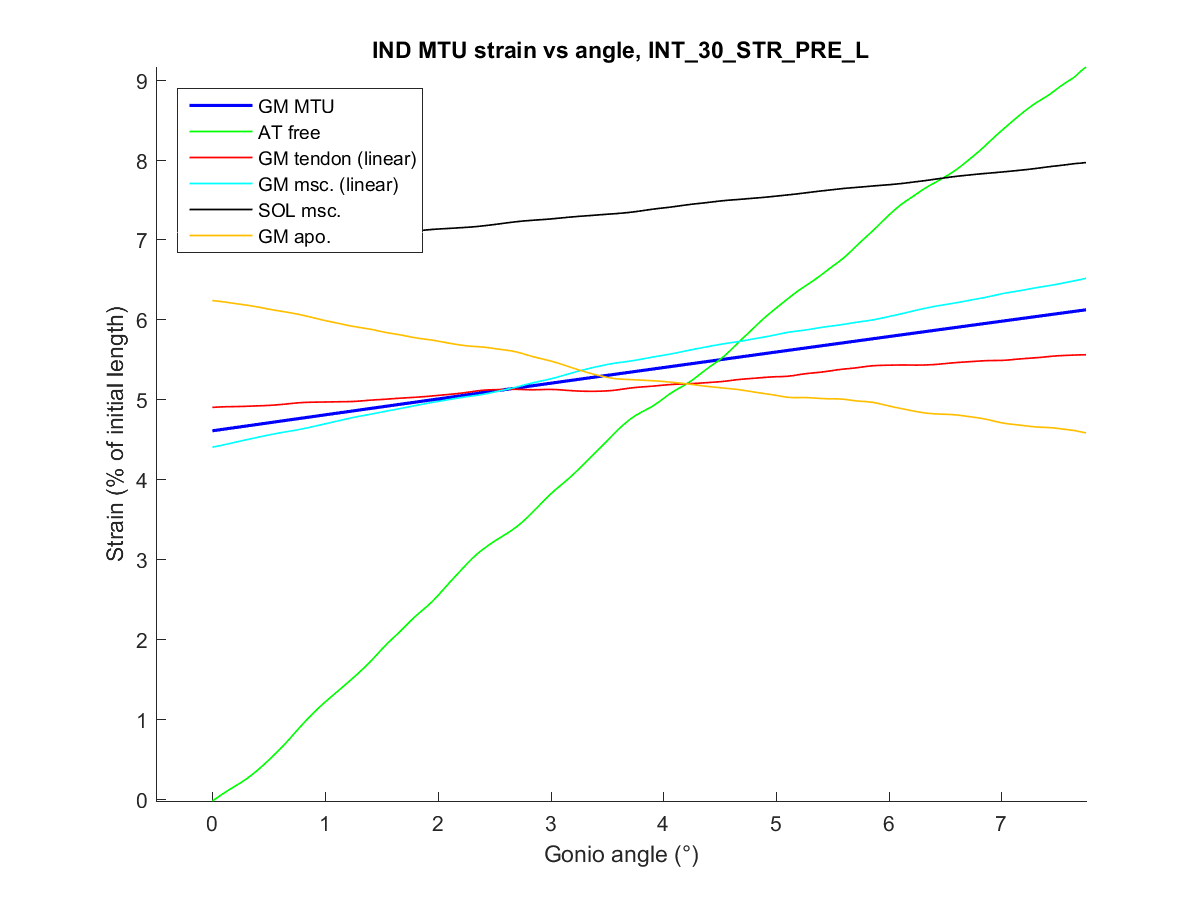 IND MTU strain vs angle, INT_30_STR_PRE_L
GM MTU
AT free
GM tendon (linear)
GM msc. (linear)
SOL msc.
GM apo.
Strain (% of initial length)
9
8
7
6
5
4
3
2
1
0
0 1 2 3 4 5 6 7
Gonio angle (°)